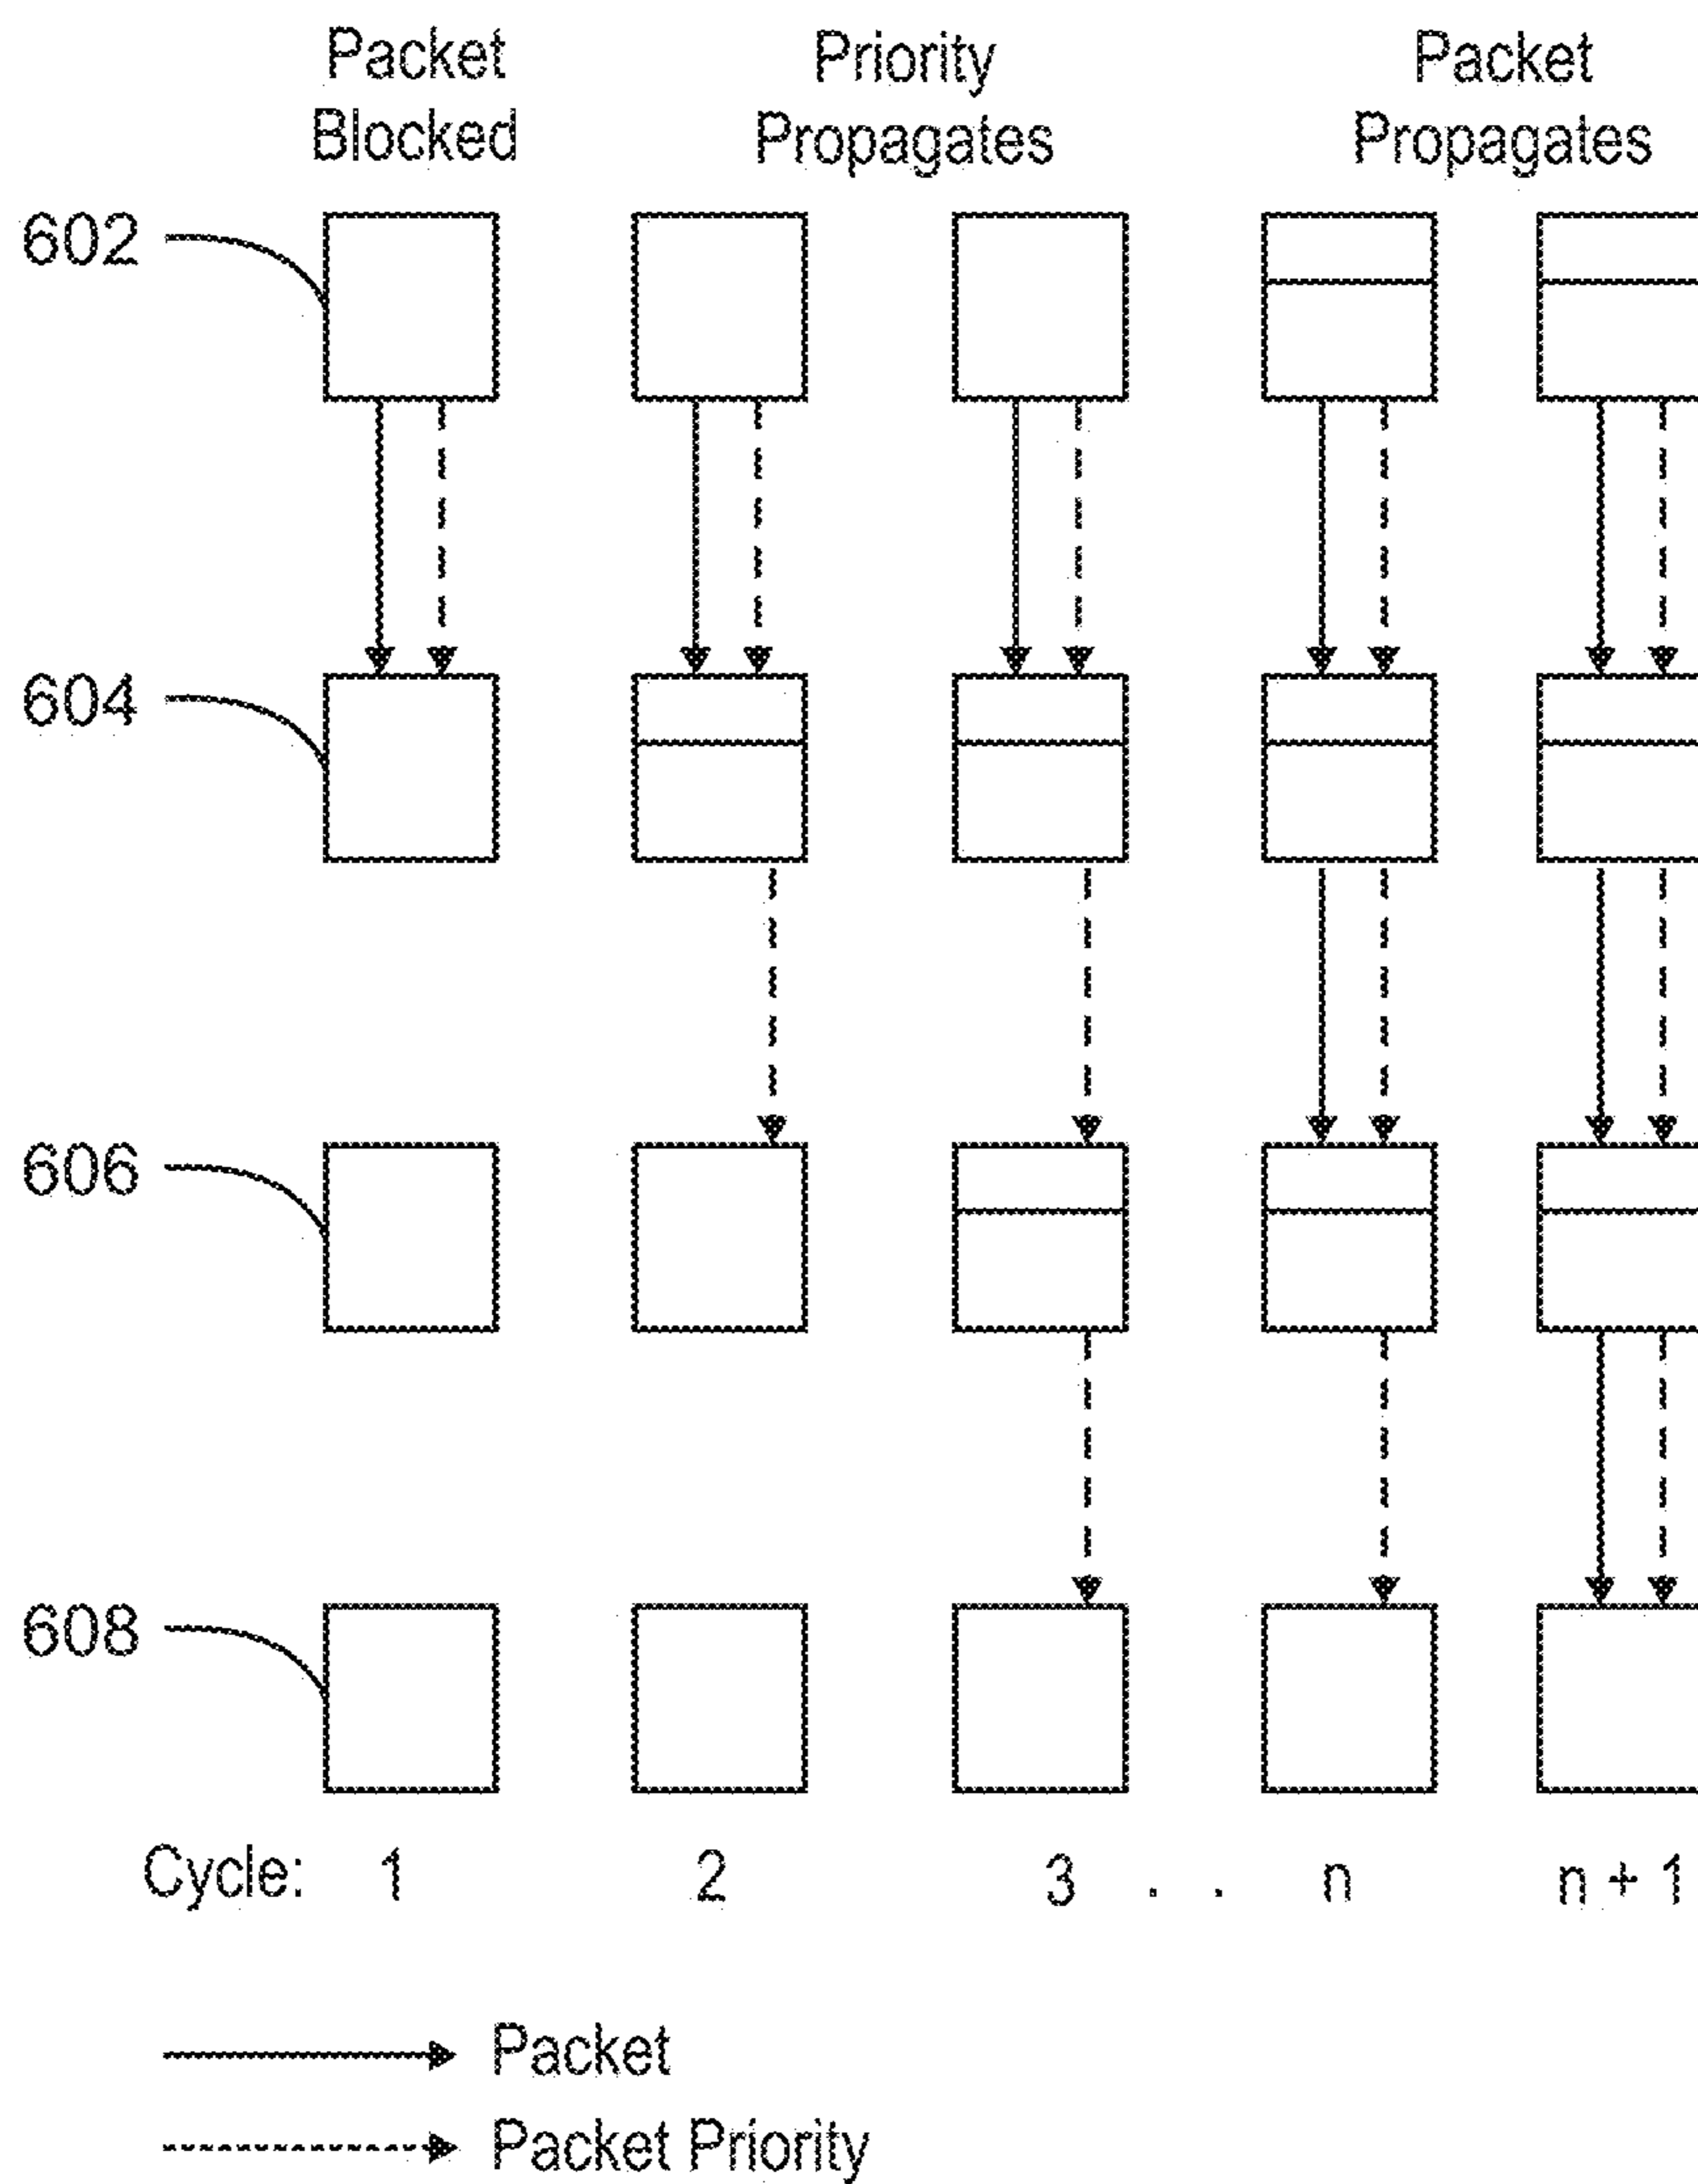 Packet Blocked
Priority Propagates
Packet Propagates
602
604
606
608
Cycle: 1 2 3 . . n n + 1
Packet
Packet Priority